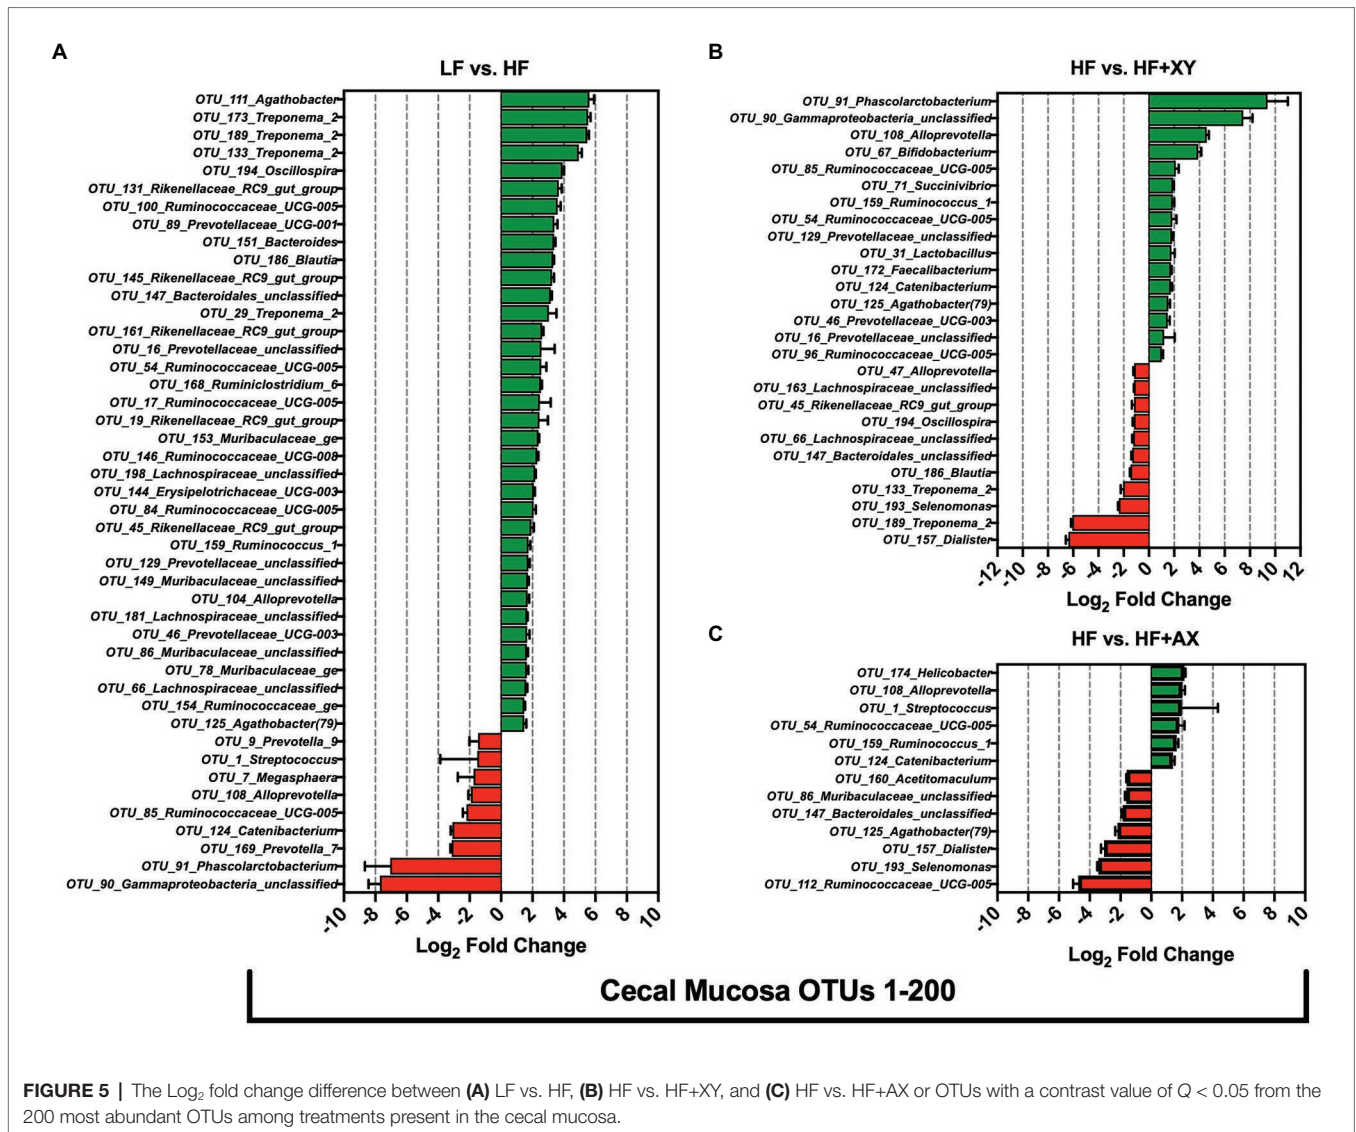 A
LF vs. HF
OTU_111_Agathobacter
OTU_173_Treponema_2
OTU_189_Treponema_2
OTU_133_Treponema_2
OTU_194_Oscillospira
OTU_131_Rikenellaceae_RC9_gut_group
OTU_100_Ruminococcaceae_UCG-005
OTU_89_Prevotellaceae_UCG-001
OTU_151_Bacteroides
OTU_186_Blautia
OTU_145_Rikenellaceae_RC9_gut_group
OTU_147_Bacteroidales_unclassified
OTU_29_Treponema_2
OTU_161_Rikenellaceae_RC9_gut_group
OTU_16_Prevotellaceae_unclassified
OTU_54_Ruminococcaceae_UCG-005
OTU_168_Ruminiclostridium_6
OTU_17_Ruminococcaceae_UCG-005
OTU_19_Rikenellaceae_RC9_gut_group
OTU_153_Muribaculaceae_ge
OTU_146_Ruminococcaceae_UCG-008
OTU_198_Lachnospiraceae_unclassified
OTU_144_Erysipelotrichaceae_UCG-003
OTU_84_Ruminococcaceae_UCG-005
OTU_45_Rikenellaceae_RC9_gut_group
OTU_159_Ruminococcus_1
OTU_129_Prevotellaceae_unclassified
OTU_149_Muribaculaceae_unclassified
OTU_104_Alloprevotella
OTU_181_Lachnospiraceae_unclassified
OTU_46_Prevotellaceae_UCG-003
OTU_86_Muribaculaceae_unclassified
OTU_78_Muribaculaceae_ge
OTU_66_Lachnospiraceae_unclassified
OTU_154_Ruminococcaceae_ge
OTU_125_Agathobacter(79)
OTU_9_Prevotella_9
OTU_1_Streptococcus
OTU_7_Megasphaera
OTU_108_Alloprevotella
OTU_85_Ruminococcaceae_UCG-005
OTU_124_Catenibacterium
OTU_169_Prevotella_7
OTU_91_Phascolarctobacterium
OTU_90_Gammaproteobacteria_unclassified
-10 -8 -6 -4 -2 0 2 4 6 8 10
Log2 Fold Change
B
HF vs. HF+XY
OTU_91_Phascolarctobacterium
OTU_90_Gammaproteobacteria_unclassified
OTU_108_Alloprevotella
OTU_67_Bifidobacterium
OTU_85_Ruminococcaceae_UCG-005
OTU_71_Succinivibrio
OTU_159_Ruminococcus_1
OTU_54_Ruminococcaceae_UCG-005
OTU_129_Prevotellaceae_unclassified
OTU_31_Lactobacillus
OTU_172_Faecalibacterium
OTU_124_Catenibacterium
OTU_125_Agathobacter(79)
OTU_46_Prevotellaceae_UCG-003
OTU_16_Prevotellaceae_unclassified
OTU_96_Ruminococcaceae_UCG-005
OTU_47_Alloprevotella
OTU_163_Lachnospiraceae_unclassified
OTU_45_Rikenellaceae_RC9_gut_group
OTU_194_Oscillospira
OTU_66_Lachnospiraceae_unclassified
OTU_147_Bacteroidales_unclassified
OTU_186_Blautia
OTU_133_Treponema_2
OTU_193_Selenomonas
OTU_189_Treponema_2
OTU_157_Dialister
-12 -10 -8 -6 -4 -2 0 2 4 6 8 10 12
Log2 Fold Change
C
HF vs. HF+AX
OTU_174_Helicobacter
OTU_108_Alloprevotella
OTU_1_Streptococcus
OTU_54_Ruminococcaceae_UCG-005
OTU_159_Ruminococcus_1
OTU_124_Catenibacterium
OTU_160_Acetitomaculum
OTU_86_Muribaculaceae_unclassified
OTU_147_Bacteroidales_unclassified
OTU_125_Agathobacter(79)
OTU_157_Dialister
OTU_193_Selenomonas
OTU_112_Ruminococcaceae_UCG-005
-10 -8 -6 -4 -2 0 2 4 6 8 10
Log2 Fold Change
Cecal Mucosa OTUs 1-200
FIGURE 5 | The Log2 fold change difference between (A) LF vs. HF, (B) HF vs. HF+XY, and (C) HF vs. HF+AX or OTUs with a contrast value of Q < 0.05 from the
200 most abundant OTUs among treatments present in the cecal mucosa.